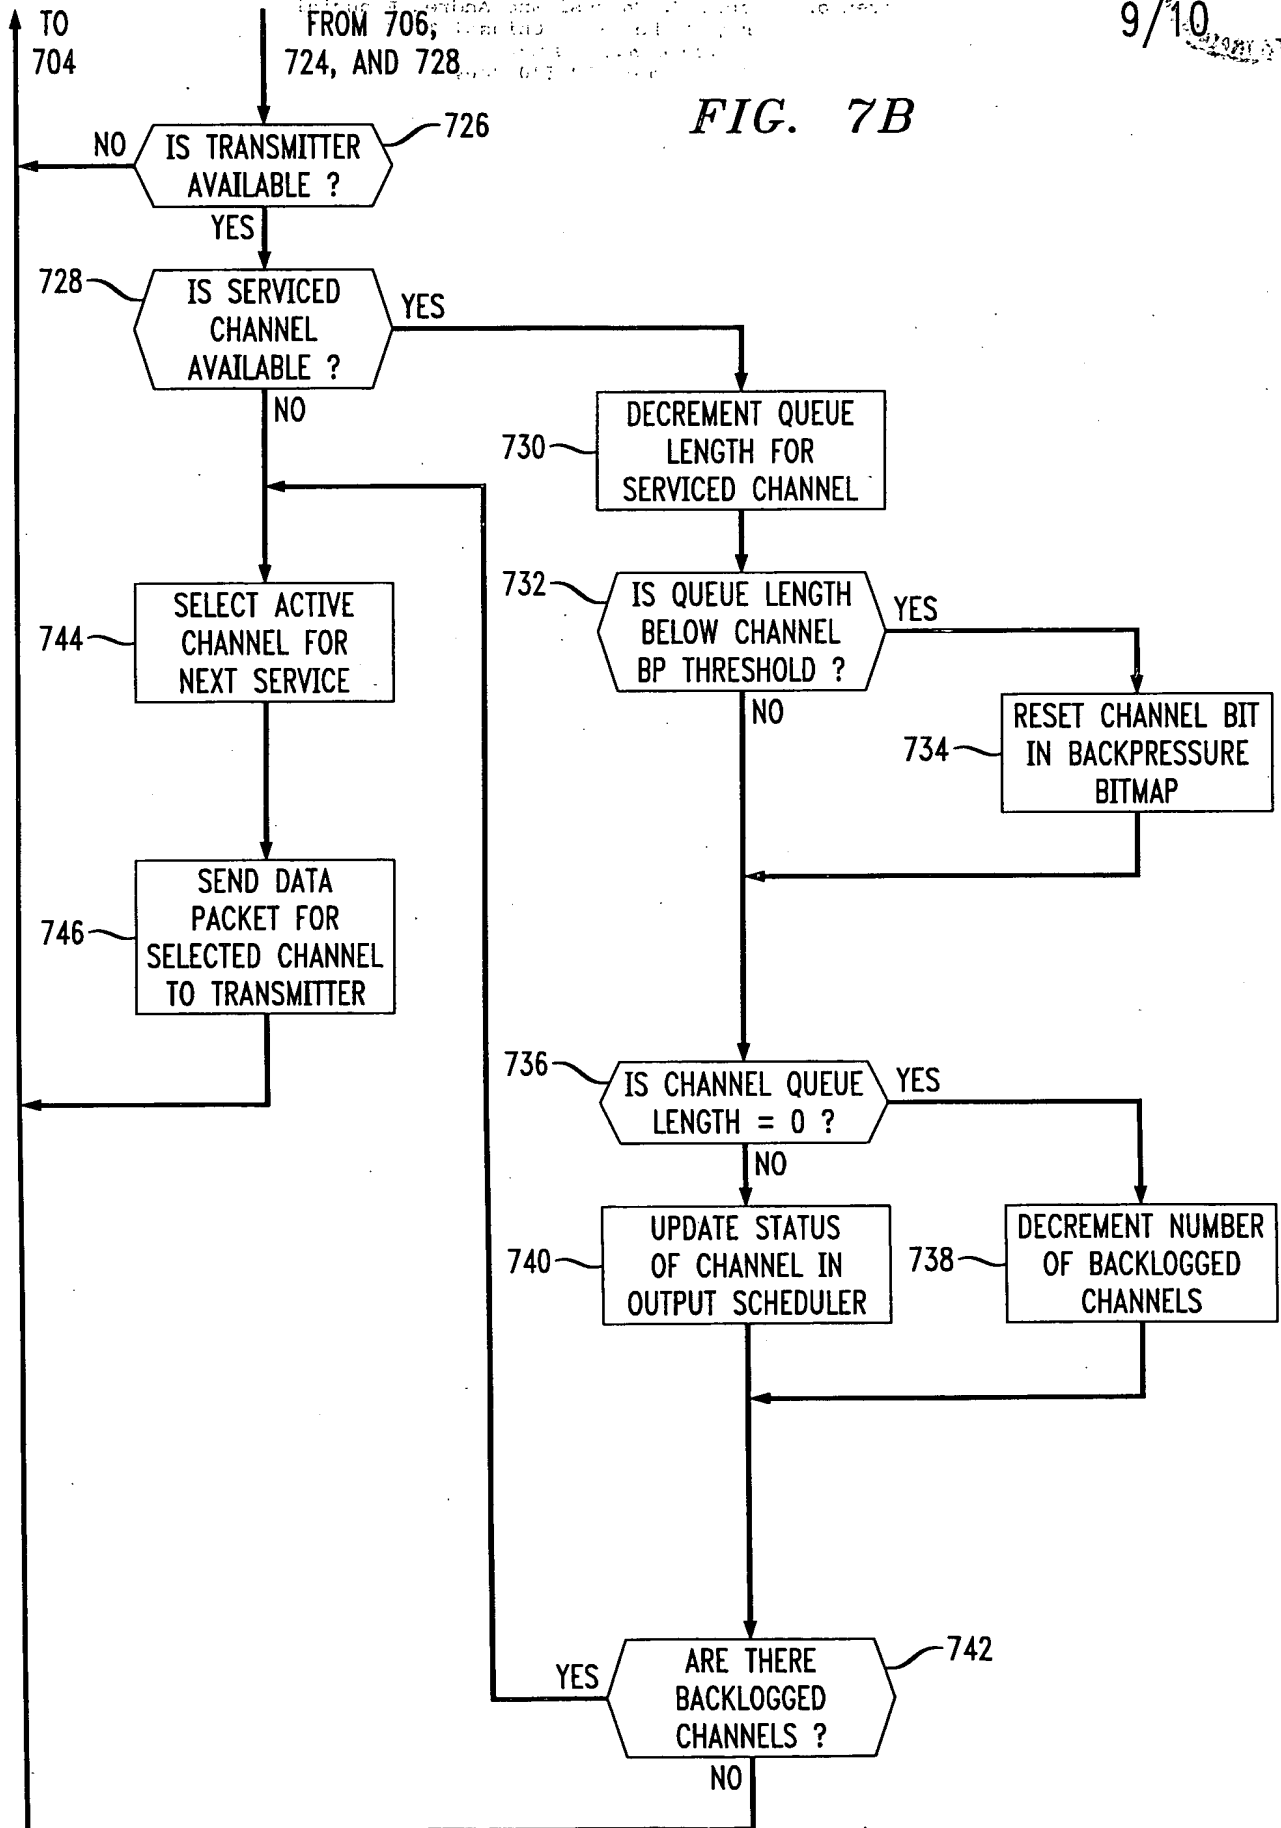 TO
704
FROM 706,
724, AND 728
9/10
FIG. 7B
726
NO
IS TRANSMITTER
AVAILABLE ?
YES
728
IS SERVICED
CHANNEL
AVAILABLE ?
YES
NO
730
DECREMENT QUEUE
LENGTH FOR
SERVICED CHANNEL
732
IS QUEUE LENGTH
BELOW CHANNEL
BP THRESHOLD ?
YES
NO
744
SELECT ACTIVE
CHANNEL FOR
NEXT SERVICE
734
RESET CHANNEL BIT
IN BACKPRESSURE
BITMAP
746
SEND DATA
PACKET FOR
SELECTED CHANNEL
TO TRANSMITTER
736
IS CHANNEL QUEUE
LENGTH = 0 ?
YES
NO
740
UPDATE STATUS
OF CHANNEL IN
OUTPUT SCHEDULER
738
DECREMENT NUMBER
OF BACKLOGGED
CHANNELS
742
ARE THERE
BACKLOGGED
CHANNELS ?
YES
NO